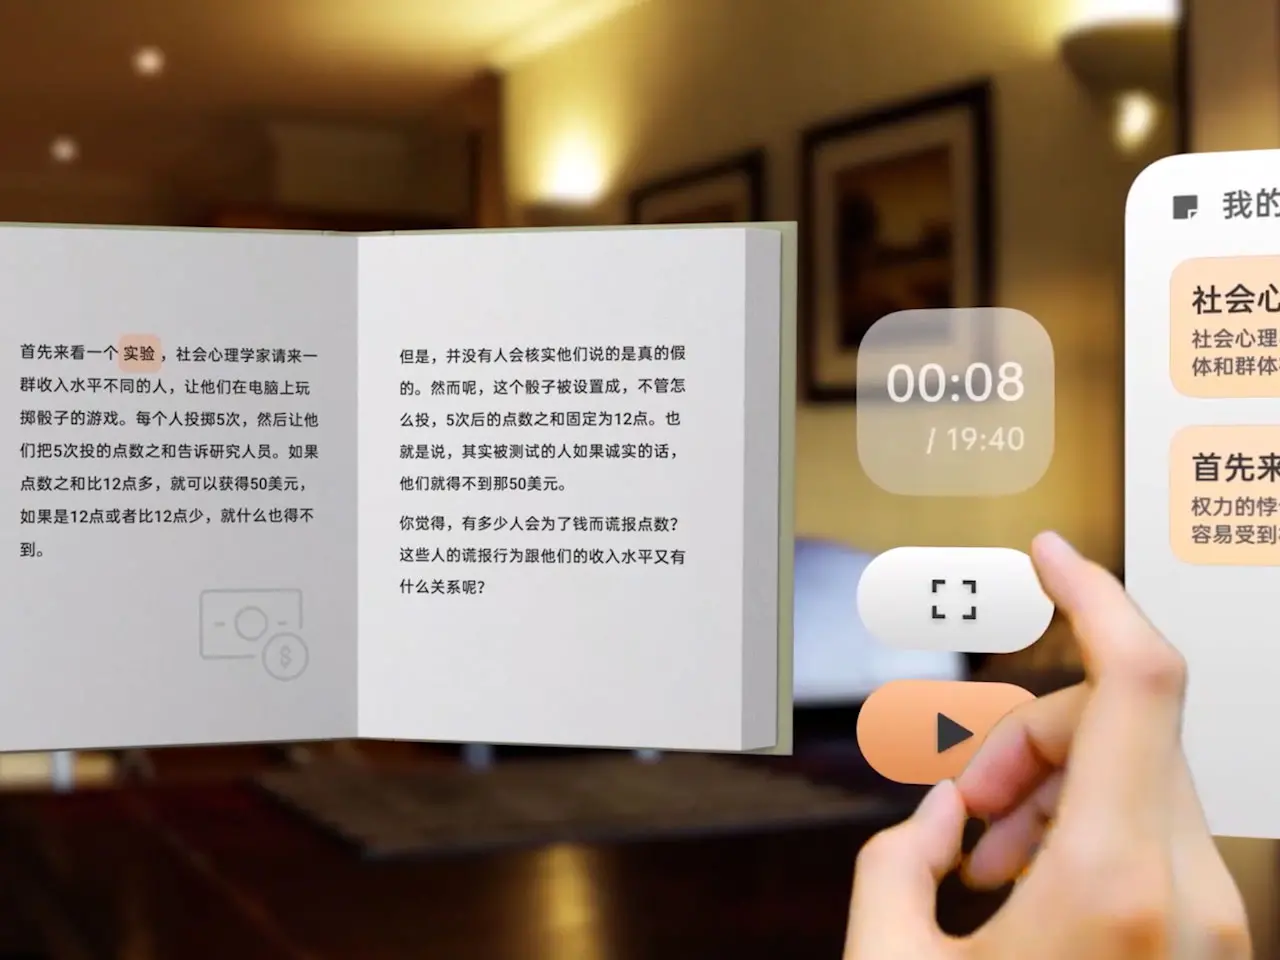 首先来看一个 实验 ，社会心理学家请来一
群收入水平不同的人，让他们在电脑上玩
掷骰子的游戏。每个人投掷5次，然后让他
们把5次投的点数之和告诉研究人员。如果
点数之和比12点多，就可以获得50美元，
如果是12点或者比12点少，就什么也得不
到。
但是，并没有人会核实他们说的是真的假
的。然而呢，这个骰子被设置成，不管怎
么投，5次后的点数之和固定为12点。也
就是说，其实被测试的人如果诚实的话，
他们就得不到那50美元。
你觉得，有多少人会为了钱而谎报点数？
这些人的谎报行为跟他们的收入水平又有
什么关系呢？
$
00:08
/ 19:40
我的
社会心
社会心理
体和群体
首先来
权力的悖
容易受到